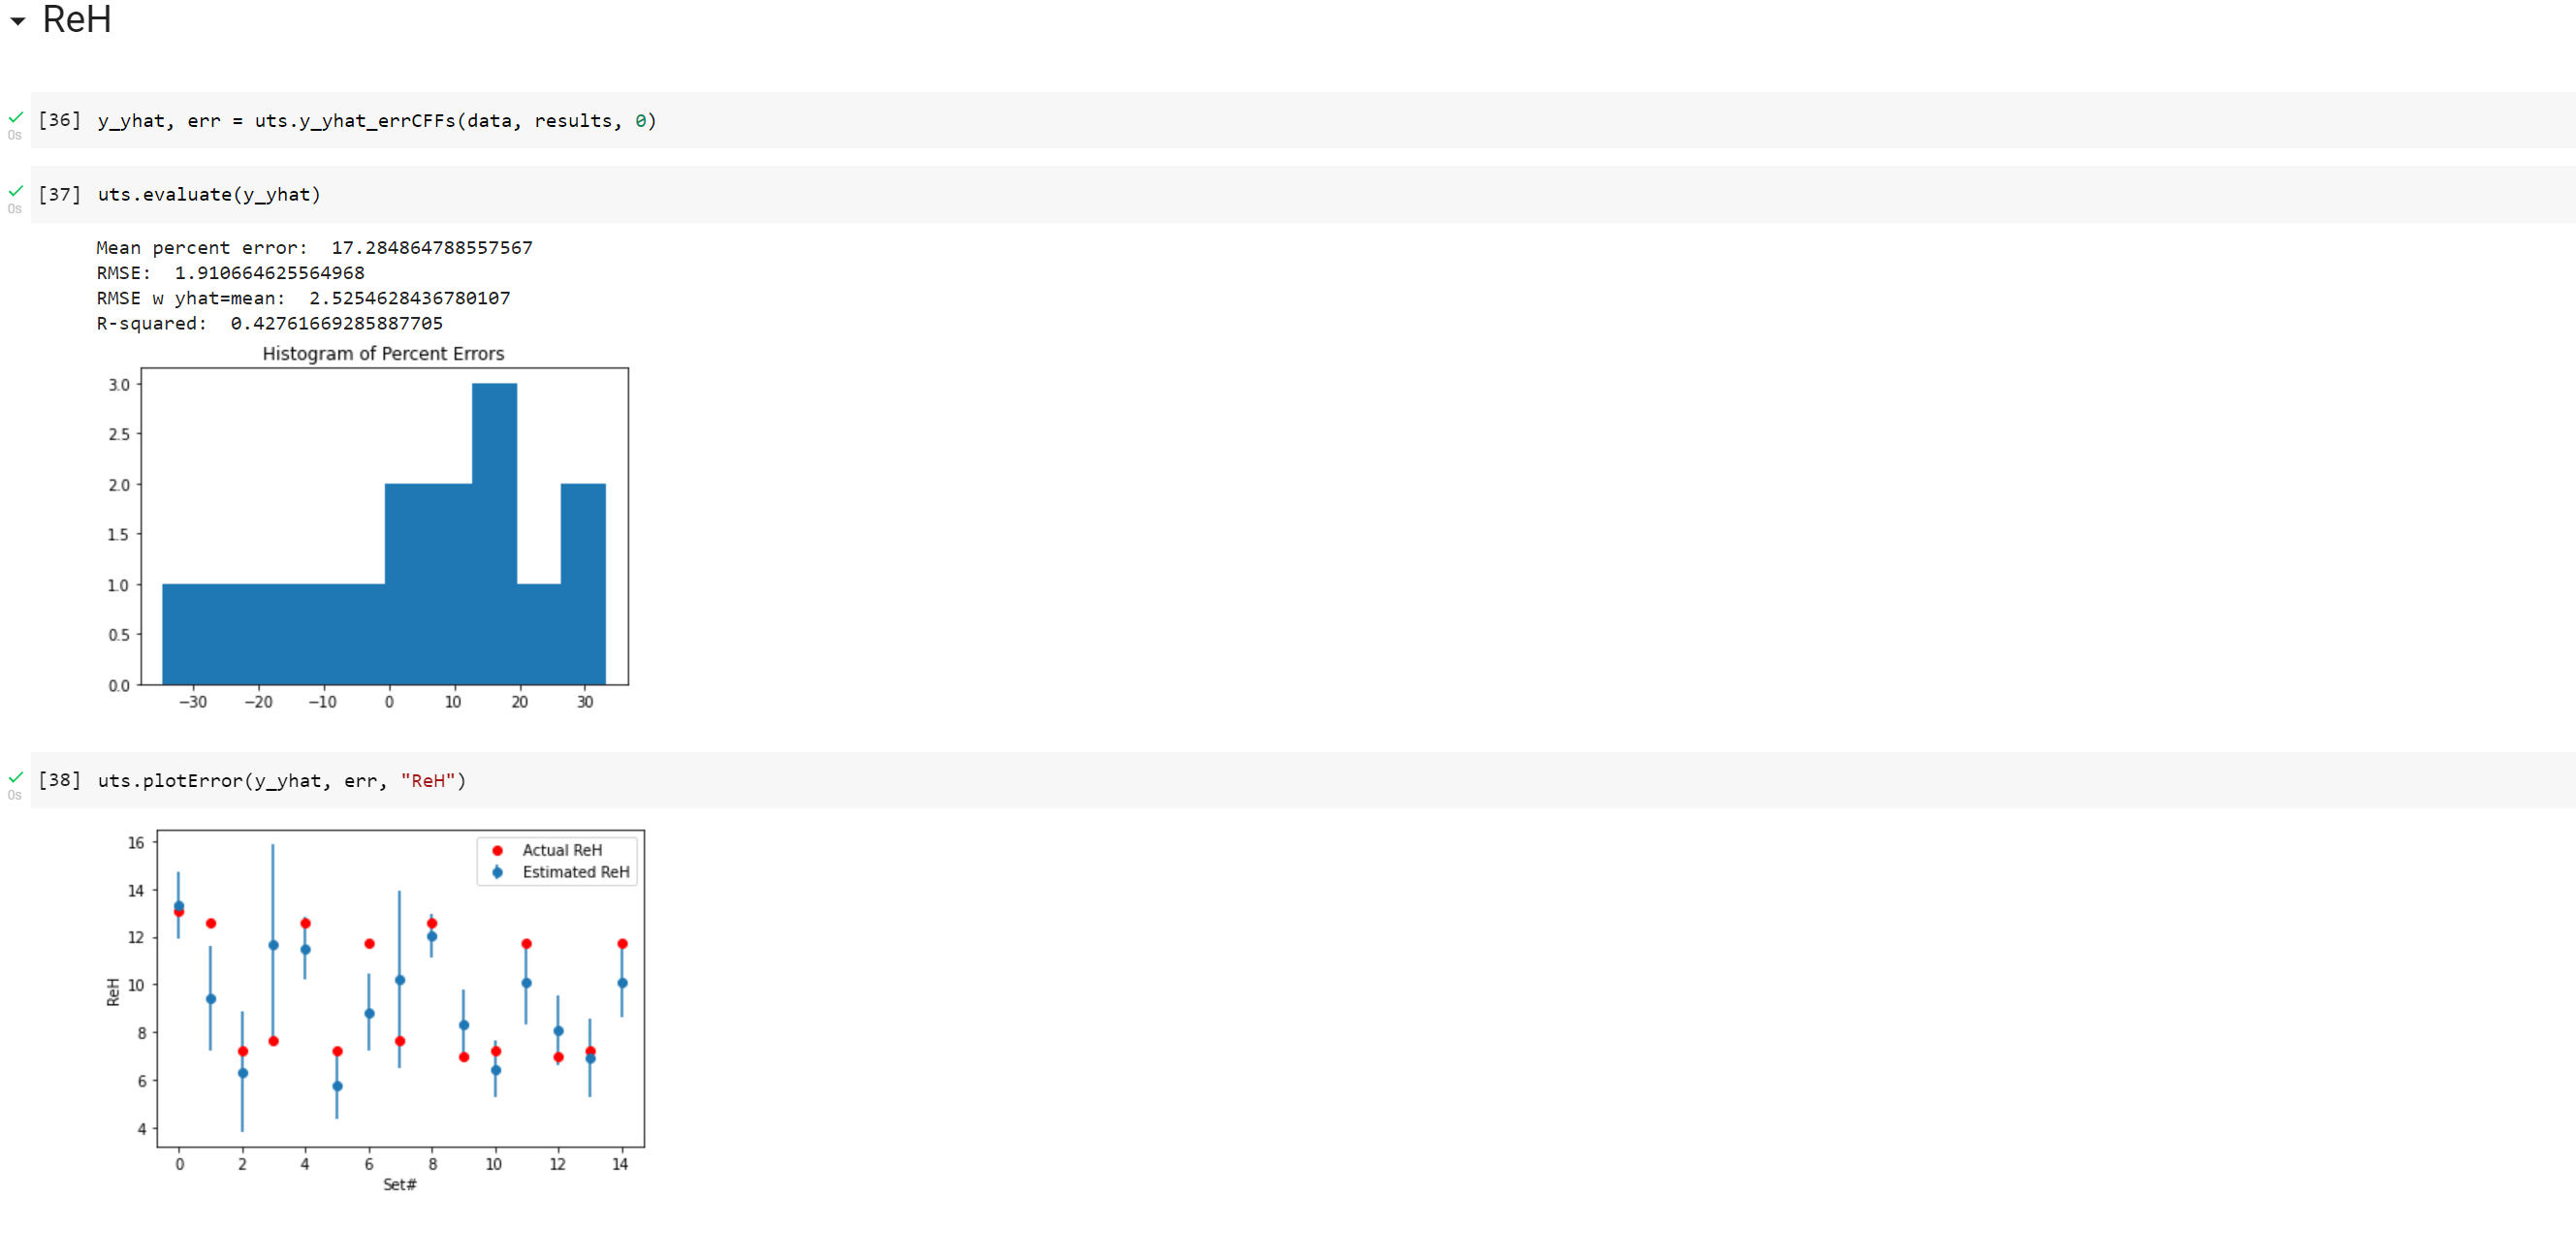 ReH
[36] y_yhat, err = uts.y_yhat_errCFFs(data, results, 0)
0s
[37] uts.evaluate(y_yhat)
0s
Mean percent error:  17.284864788557567
RMSE:  1.910664625564968
RMSE w yhat=mean:  2.5254628436780107
R-squared:  0.42761669285887705
Histogram of Percent Errors
3.0
2.5
2.0
1.5
1.0
0.5
0.0
−30 −20 −10 0 10 20 30
[38] uts.plotError(y_yhat, err, "ReH")
0s
Actual ReH
Estimated ReH
16
14
12
10
8
6
4
ReH
0 2 4 6 8 10 12 14
Set#